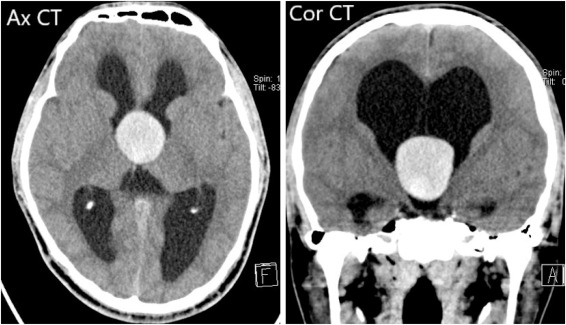 Ax CT
Spin: 1
Tilt: -83
F
Cor CT
Spin:
Tilt: 0
A